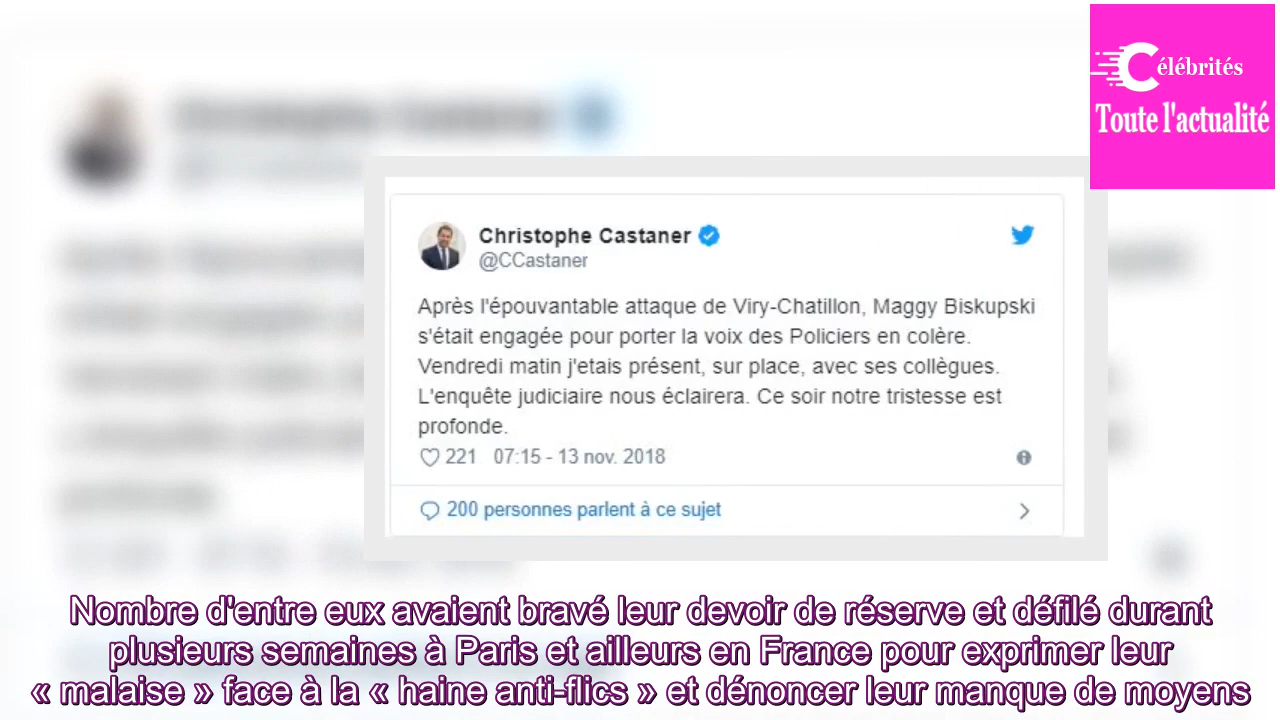 Célébrités
Toute l'actualité
Christophe Castaner
@CCastaner
Après l'épouvantable attaque de Viry-Chatillon, Maggy Biskupski
s'était engagée pour porter la voix des Policiers en colère.
Vendredi matin j'etais présent, sur place, avec ses collègues.
L'enquête judiciaire nous éclairera. Ce soir notre tristesse est
profonde.
221 07:15 - 13 nov. 2018
200 personnes parlent à ce sujet
Nombre d'entre eux avaient bravé leur devoir de réserve et défilé durant
plusieurs semaines à Paris et ailleurs en France pour exprimer leur
« malaise » face à la « haine anti-flics » et dénoncer leur manque de moyens